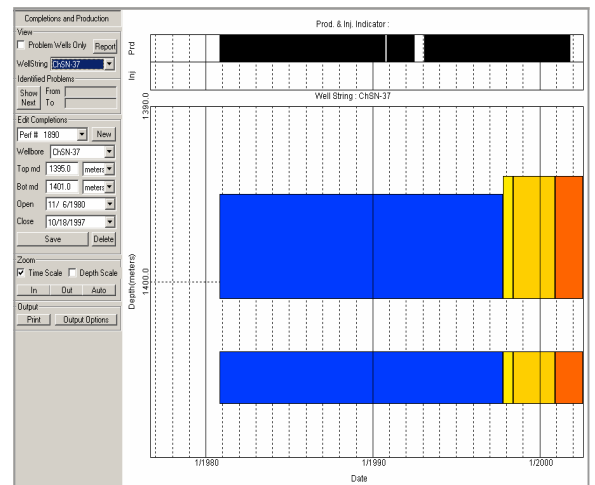 Completions and Production
View
Problem Wells Only Report
WellString ChSN-37
Identified Problems
Show Next From To
Edit Completions
Perf # 1890 New
Wellbore ChSN-37
Top md 1395.0 meters
Bot md 1401.0 meters
Open 11/ 6/1980
Close 10/18/1997
Save Delete
Zoom
Time Scale Depth Scale
In Out Auto
Output
Print Output Options
Prod. & Inj. Indicator :
Prd
Inj
Well String : ChSN-37
1390.0
Depth(meters)
1400.0
1/1980 1/1990 1/2000
Date